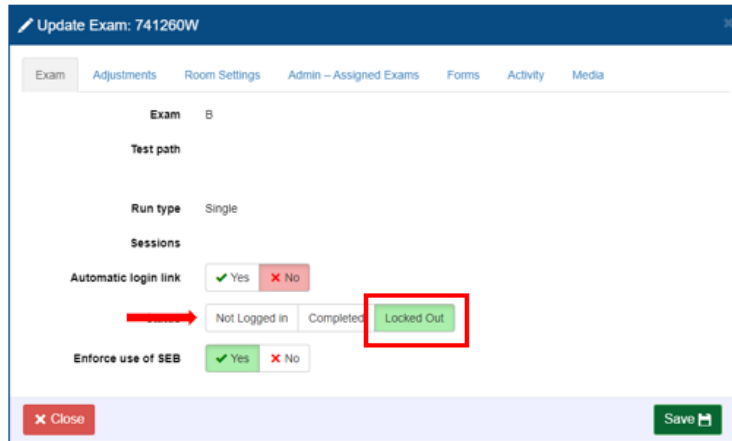 Update Exam: 741260W
Exam Adjustments Room Settings Admin – Assigned Exams Forms Activity Media
Exam B
Test path
Run type Single
Sessions
Automatic login link Yes No
Not Logged in Completed Locked Out
Enforce use of SEB Yes No
Close Save